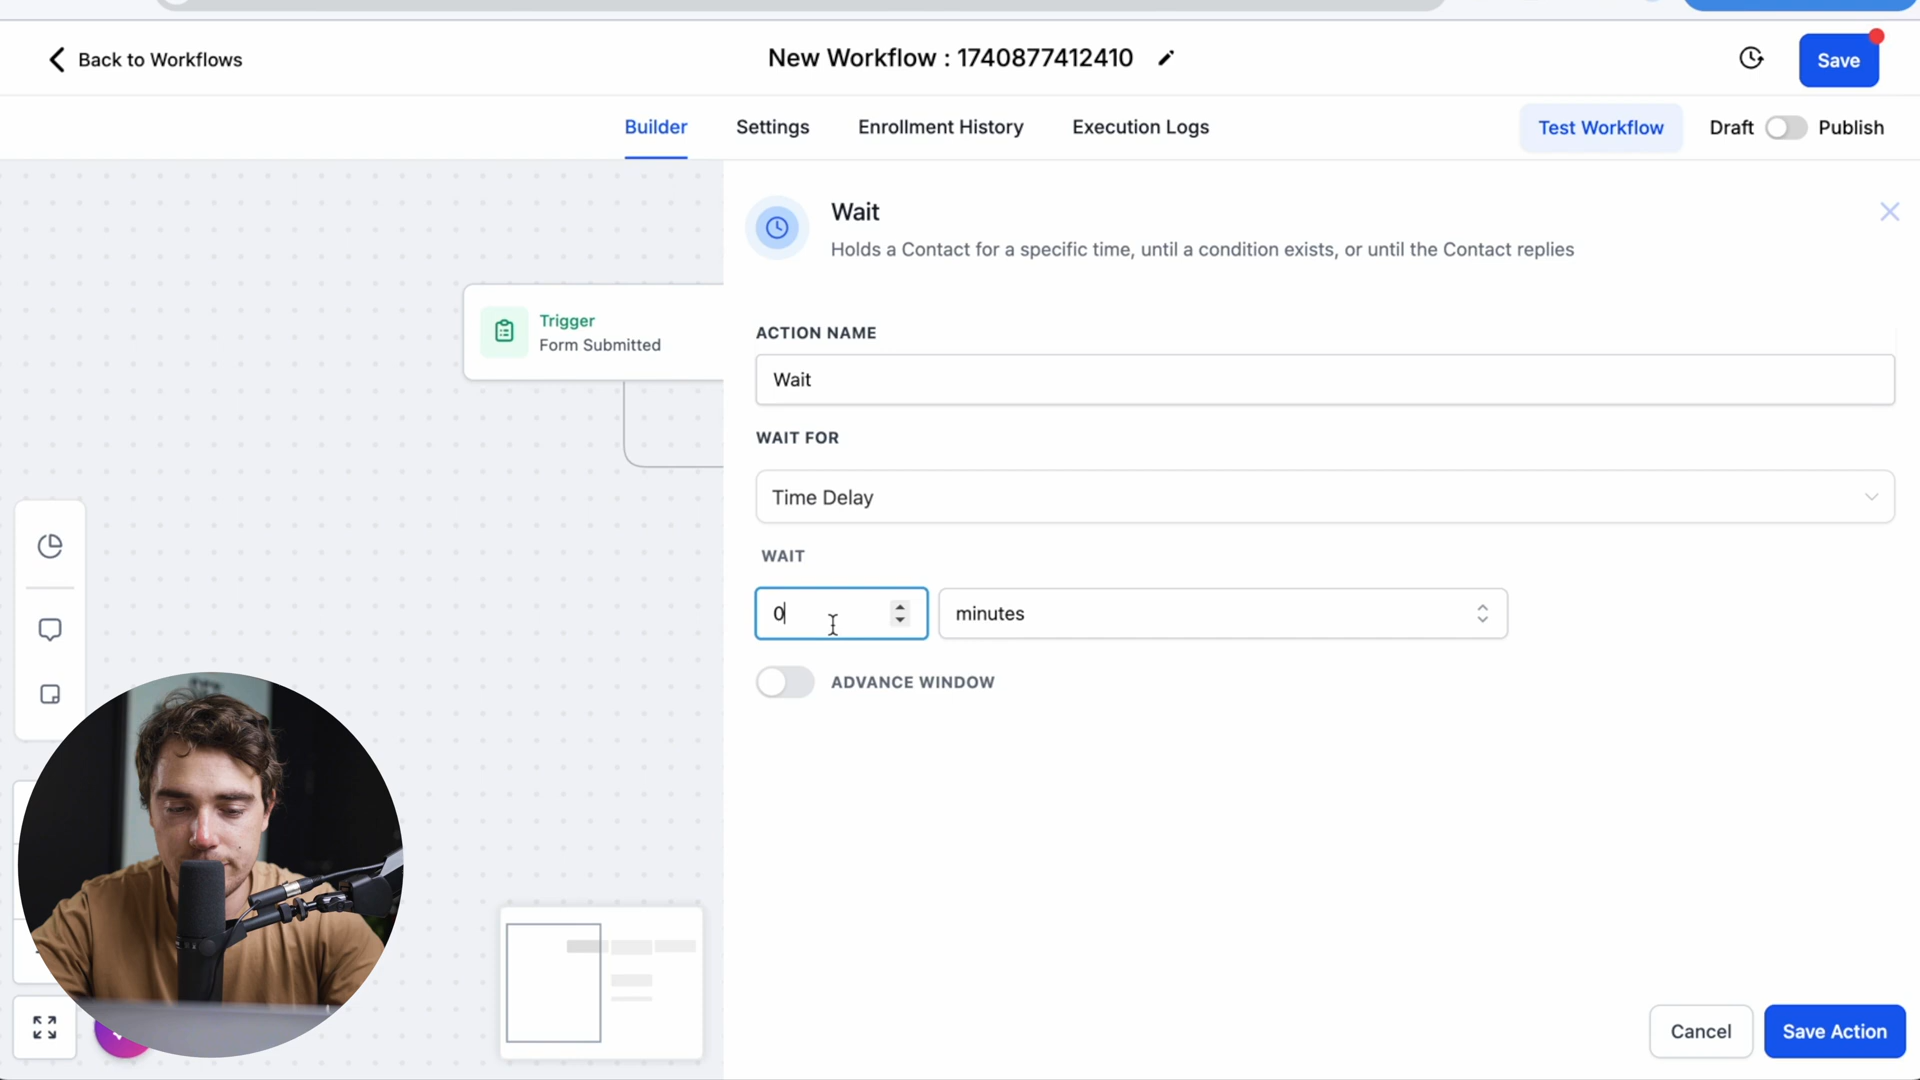 Back to Workflows
New Workflow : 1740877412410
Save
Builder
Settings
Enrollment History
Execution Logs
Test Workflow
Draft
Publish
Wait
Holds a Contact for a specific time, until a condition exists, or until the Contact replies
Trigger
Form Submitted
ACTION NAME
Wait
WAIT FOR
Time Delay
WAIT
0
minutes
ADVANCE WINDOW
Cancel
Save Action